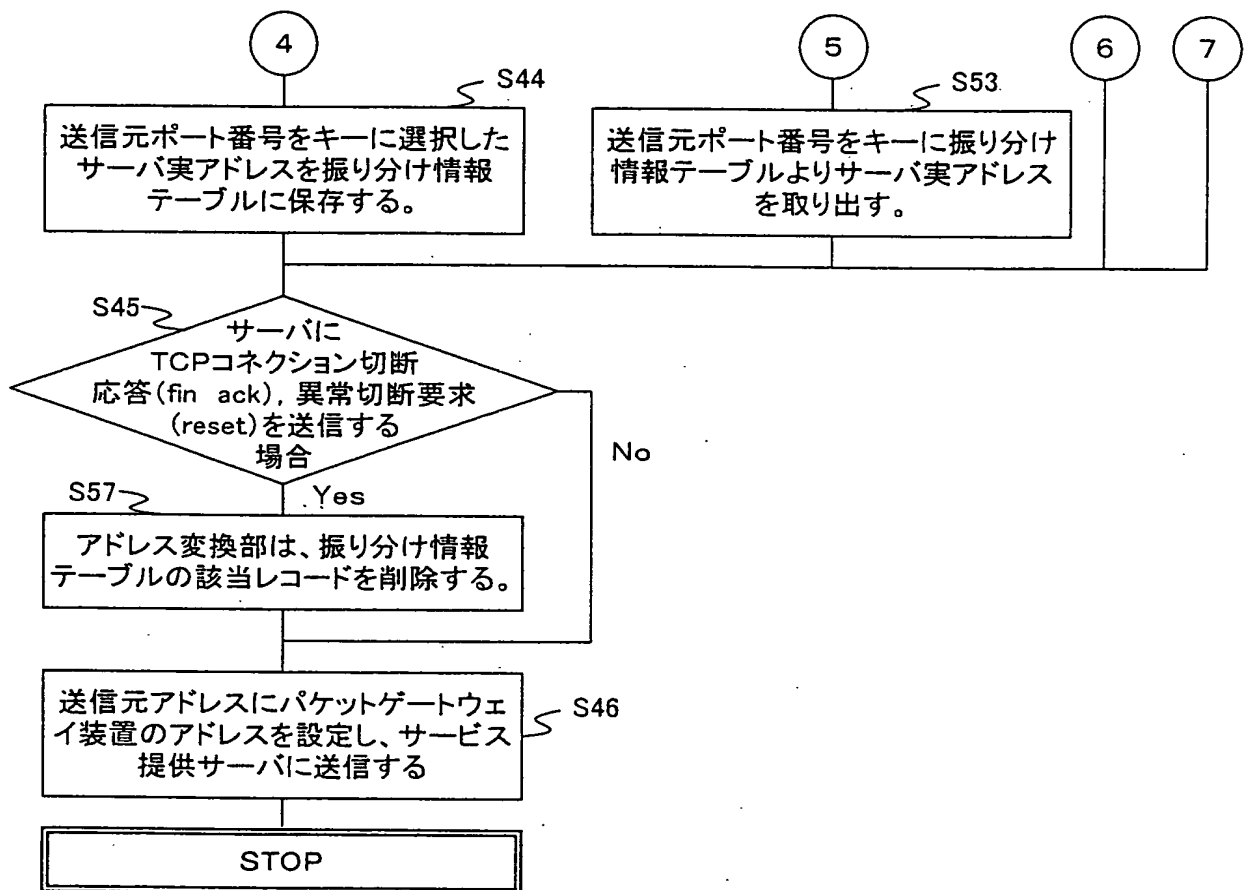 4
5
6
7
S44
送信元ポート番号をキーに選択した
サーバ実アドレスを振り分け情報
テーブルに保存する。
S53
送信元ポート番号をキーに振り分け
情報テーブルよりサーバ実アドレス
を取り出す。
S45
サーバに
TCPコネクション切断
応答(fin ack), 異常切断要求
(reset)を送信する
場合
No
Yes
S57
アドレス変換部は、振り分け情報
テーブルの該当レコードを削除する。
送信元アドレスにパケットゲートウェ
イ装置のアドレスを設定し、サービス
提供サーバに送信する
S46
STOP